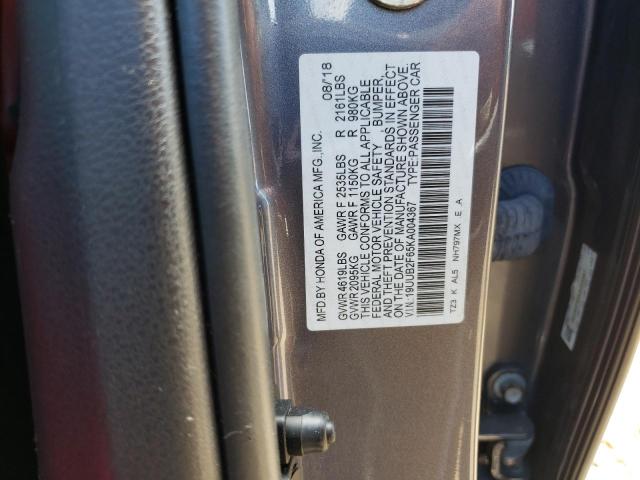 MFD.BY HONDA OF AMERICA MFG.,INC. 08/18
GVWR 4619LBS GAWR F 2535LBS R 2161LBS
GVWR 2095KG GAWR F 1150KG R 980KG
THIS VEHICLE CONFORMS TO ALL APPLICABLE
FEDERAL MOTOR VEHICLE SAFETY, BUMPER,
AND THEFT PREVENTION STANDARDS IN EFFECT
ON THE DATE OF MANUFACTURE SHOWN ABOVE.
VIN:19UUB2F65KA004367 TYPE:PASSENGER CAR
TZ3 K AL5 NH797MX E A